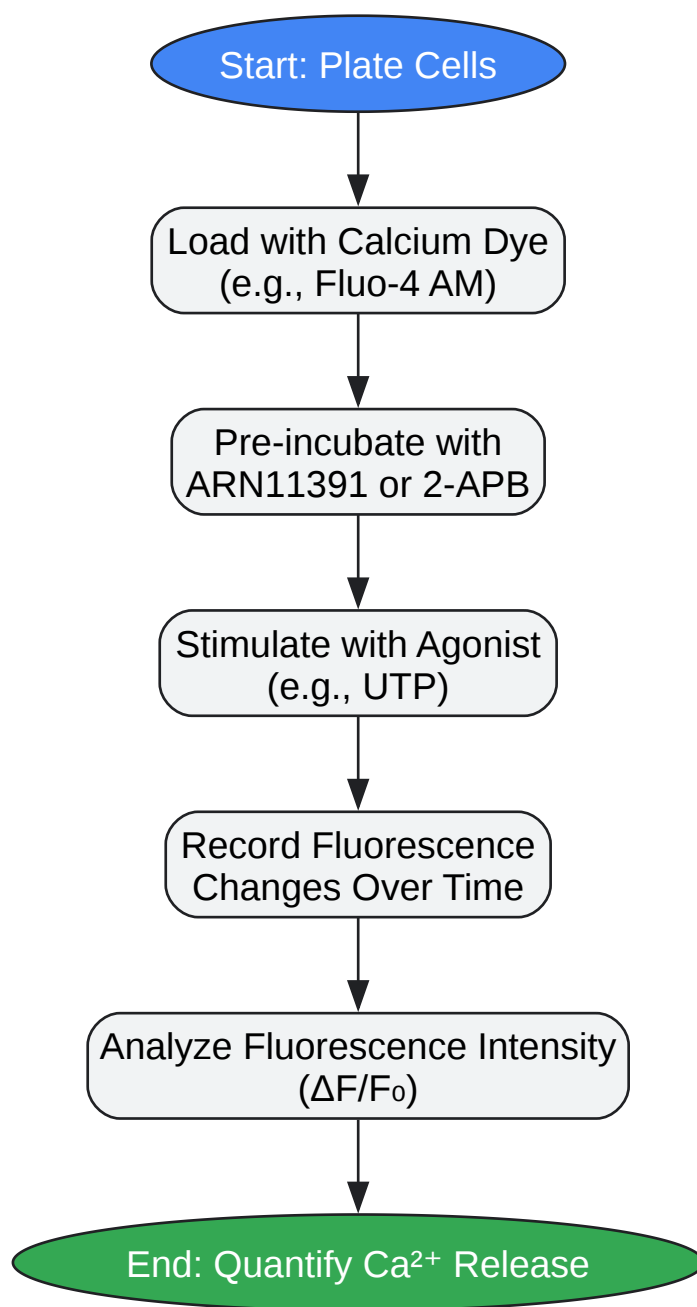 Start: Plate Cells
Load with Calcium Dye
(e.g., Fluo-4 AM)
Pre-incubate with
ARN11391 or 2-APB
Stimulate with Agonist
(e.g., UTP)
Record Fluorescence
Changes Over Time
Analyze Fluorescence Intensity
(ΔF/F₀)
End: Quantify Ca²⁺ Release